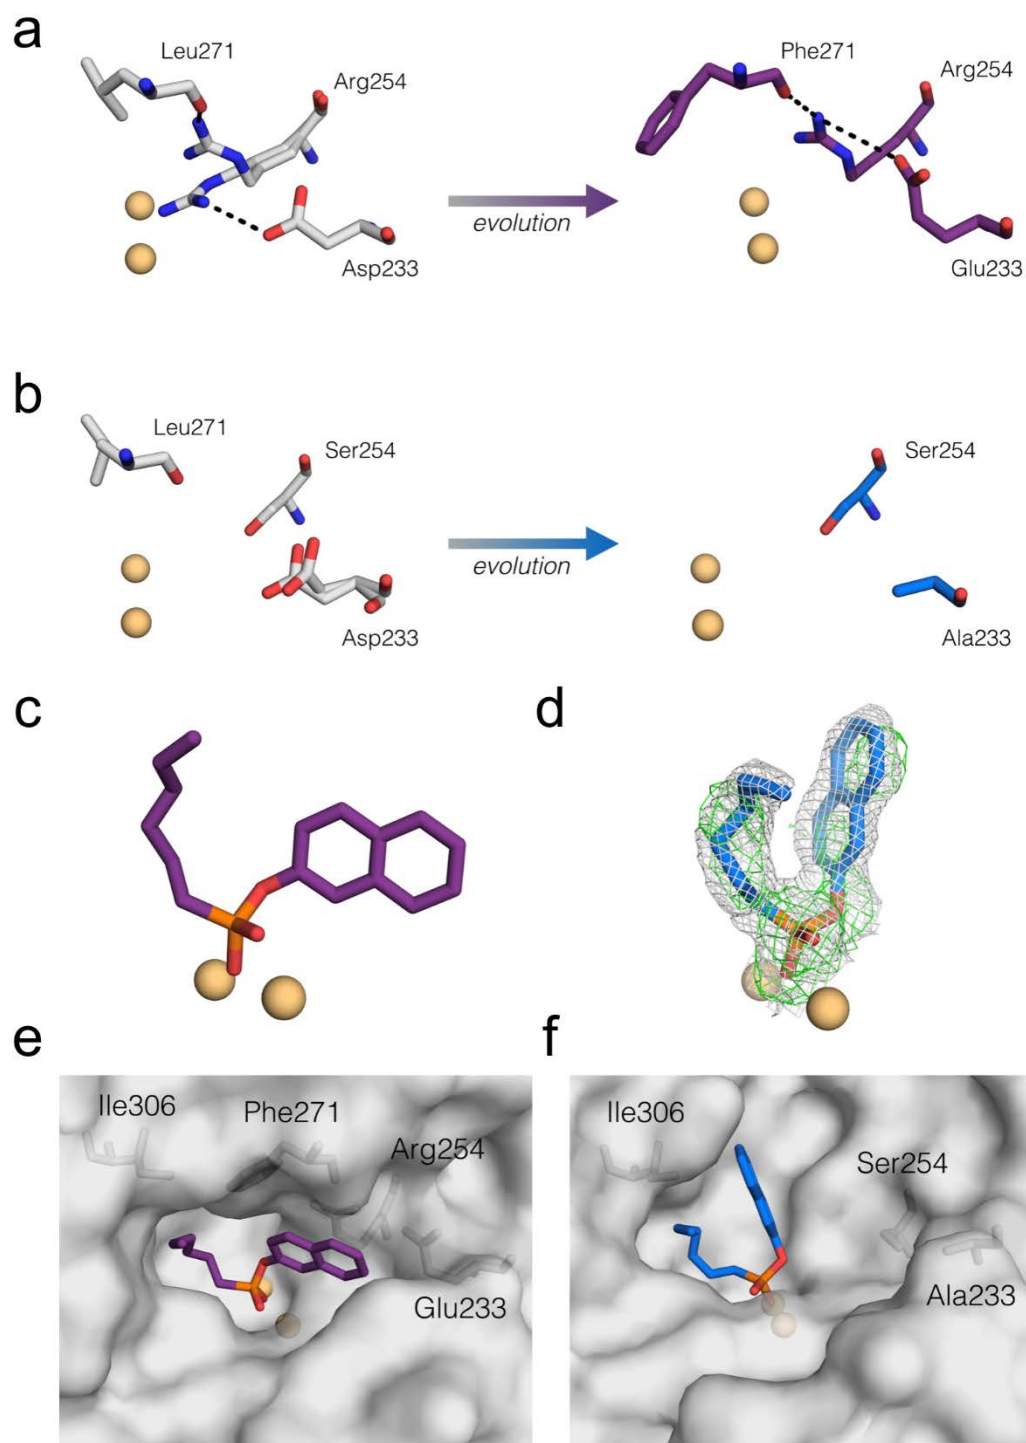 a
Leu271
Arg254
Asp233
evolution
Phe271
Arg254
Glu233
b
Leu271
Ser254
Asp233
evolution
Ser254
Ala233
c
d
e
Ile306
Phe271
Arg254
Glu233
f
Ile306
Ser254
Ala233